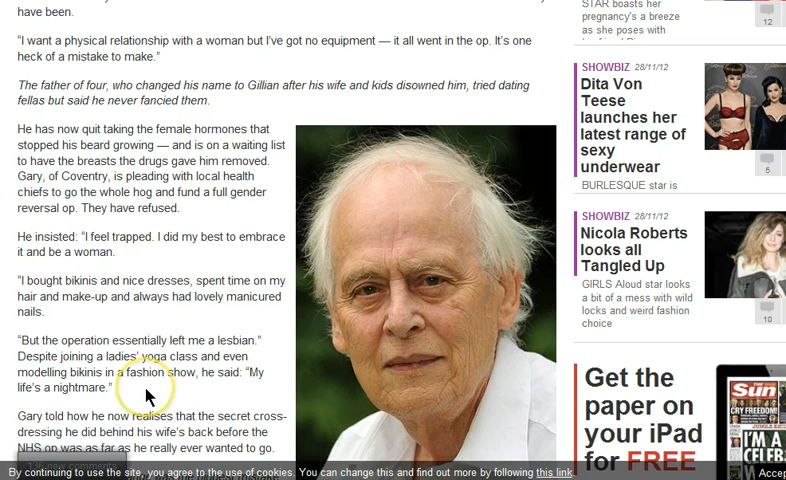 have been.
“I want a physical relationship with a woman but I’ve got no equipment — it all went in the op. It’s one
heck of a mistake to make.”
The father of four, who changed his name to Gillian after his wife and kids disowned him, tried dating
fellas but said he never fancied them.
He has now quit taking the female hormones that
stopped his beard growing — and is on a waiting list
to have the breasts the drugs gave him removed.
Gary, of Coventry, is pleading with local health
chiefs to go the whole hog and fund a full gender
reversal op. They have refused.
He insisted: “I feel trapped. I did my best to embrace
it and be a woman.
“I bought bikinis and nice dresses, spent time on my
hair and make-up and always had lovely manicured
nails.
“But the operation essentially left me a lesbian.”
Despite joining a ladies’ yoga class and even
modelling bikinis in a fashion show, he said: “My
life’s a nightmare.”
Gary told how he now realises that the secret cross-
dressing he did behind his wife’s back before the
NHS op was as far as he really ever wanted to go.
new comments
was the biggest mistake
STAR boasts her
pregnancy’s a breeze
as she poses with
12
SHOWBIZ 28/11/12
Dita Von
Teese
launches her
latest range of
sexy
underwear
BURLESQUE star is
5
SHOWBIZ 28/11/12
Nicola Roberts
looks all
Tangled Up
GIRLS Aloud star looks
a bit of a mess with wild
locks and weird fashion
choice
10
Get the
paper on
your iPad
for FREE
Sun
CRY FREEDOM!
I’M A
CELEB
By continuing to use the site, you agree to the use of cookies. You can change this and find out more by following this link.
Accep